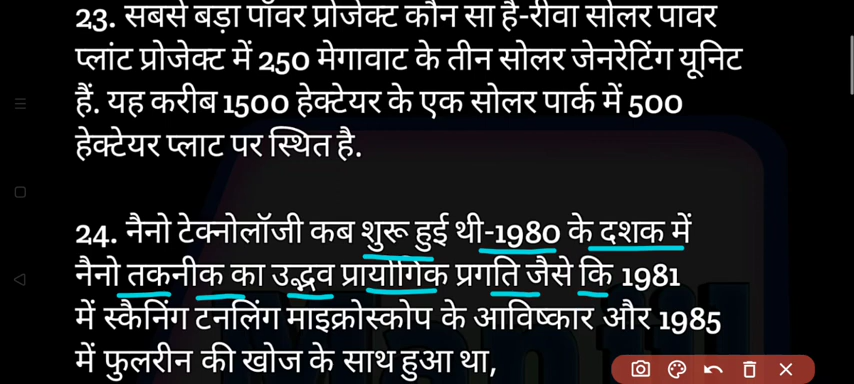 23. सबसे बड़ा पॉवर प्रोजेक्ट कौन सा है-रीवा सोलर पावर
प्लांट प्रोजेक्ट में 250 मेगावाट के तीन सोलर जेनरेटिंग यूनिट
हैं. यह करीब 1500 हेक्टेयर के एक सोलर पार्क में 500
हेक्टेयर प्लाट पर स्थित है.
24. नैनो टेक्नोलॉजी कब शुरू हुई थी-1980 के दशक में
नैनो तकनीक का उद्भव प्रायोगिक प्रगति जैसे कि 1981
में स्कैनिंग टनलिंग माइक्रोस्कोप के आविष्कार और 1985
में फुलरीन की खोज के साथ हुआ था,